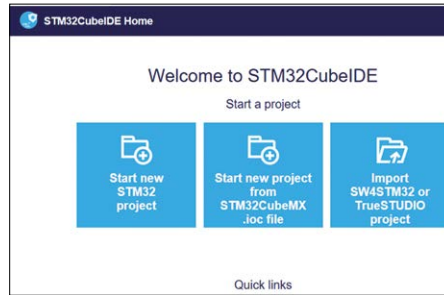 STM32CubeIDE Home
Welcome to STM32CubeIDE
Start a project
Start new
STM32
project
Start new project
from
STM32CubeMX
.ioc file
Import
SW4STM32 or
TrueSTUDIO
project
Quick links